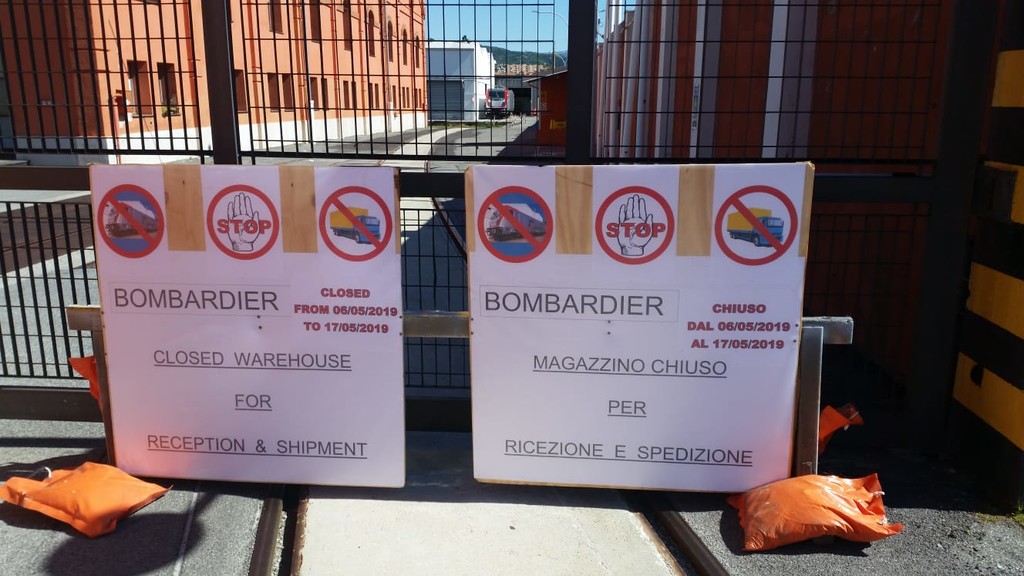 STOP
BOMBARDIER
CLOSED
FROM 06/05/2019
TO 17/05/2019
CLOSED WAREHOUSE
FOR
RECEPTION & SHIPMENT
STOP
BOMBARDIER
CHIUSO
DAL 06/05/2019
AL 17/05/2019
MAGAZZINO CHIUSO
PER
RICEZIONE E SPEDIZIONE